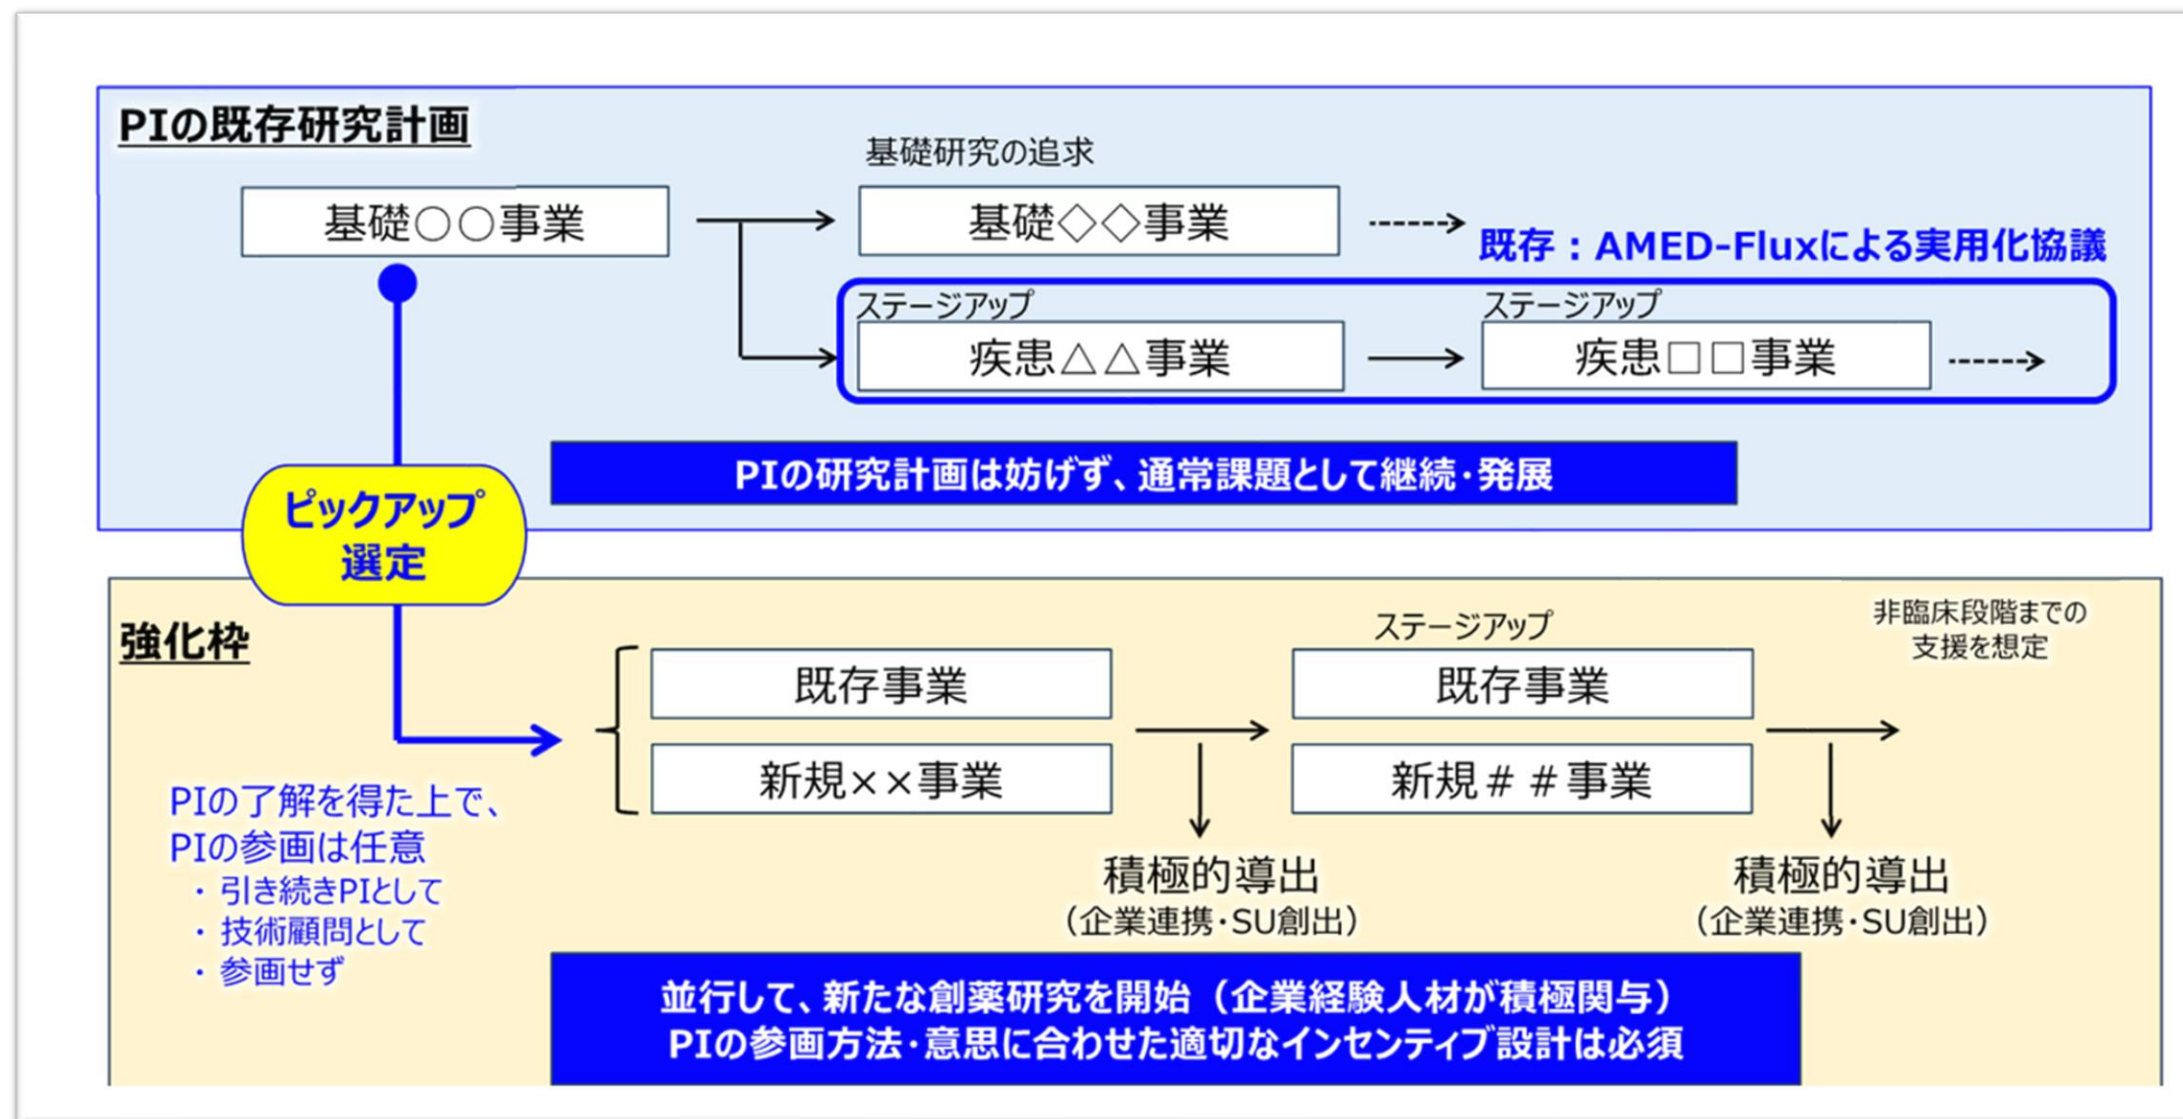 PIの既存研究計画
基礎研究の追求
基礎○○事業
基礎◇◇事業
既存：AMED-Fluxによる実用化協議
ステージアップ
ステージアップ
疾患△△事業
疾患□□事業
PIの研究計画は妨げず、通常課題として継続・発展
ピックアップ
選定
強化枠
ステージアップ
非臨床段階までの
支援を想定
既存事業
既存事業
新規××事業
新規＃＃事業
PIの了解を得た上で、
PIの参画は任意
・引き続きPIとして
・技術顧問として
・参画せず
積極的導出
（企業連携・SU創出）
積極的導出
（企業連携・SU創出）
並行して、新たな創薬研究を開始（企業経験人材が積極関与）
PIの参画方法・意思に合わせた適切なインセンティブ設計は必須